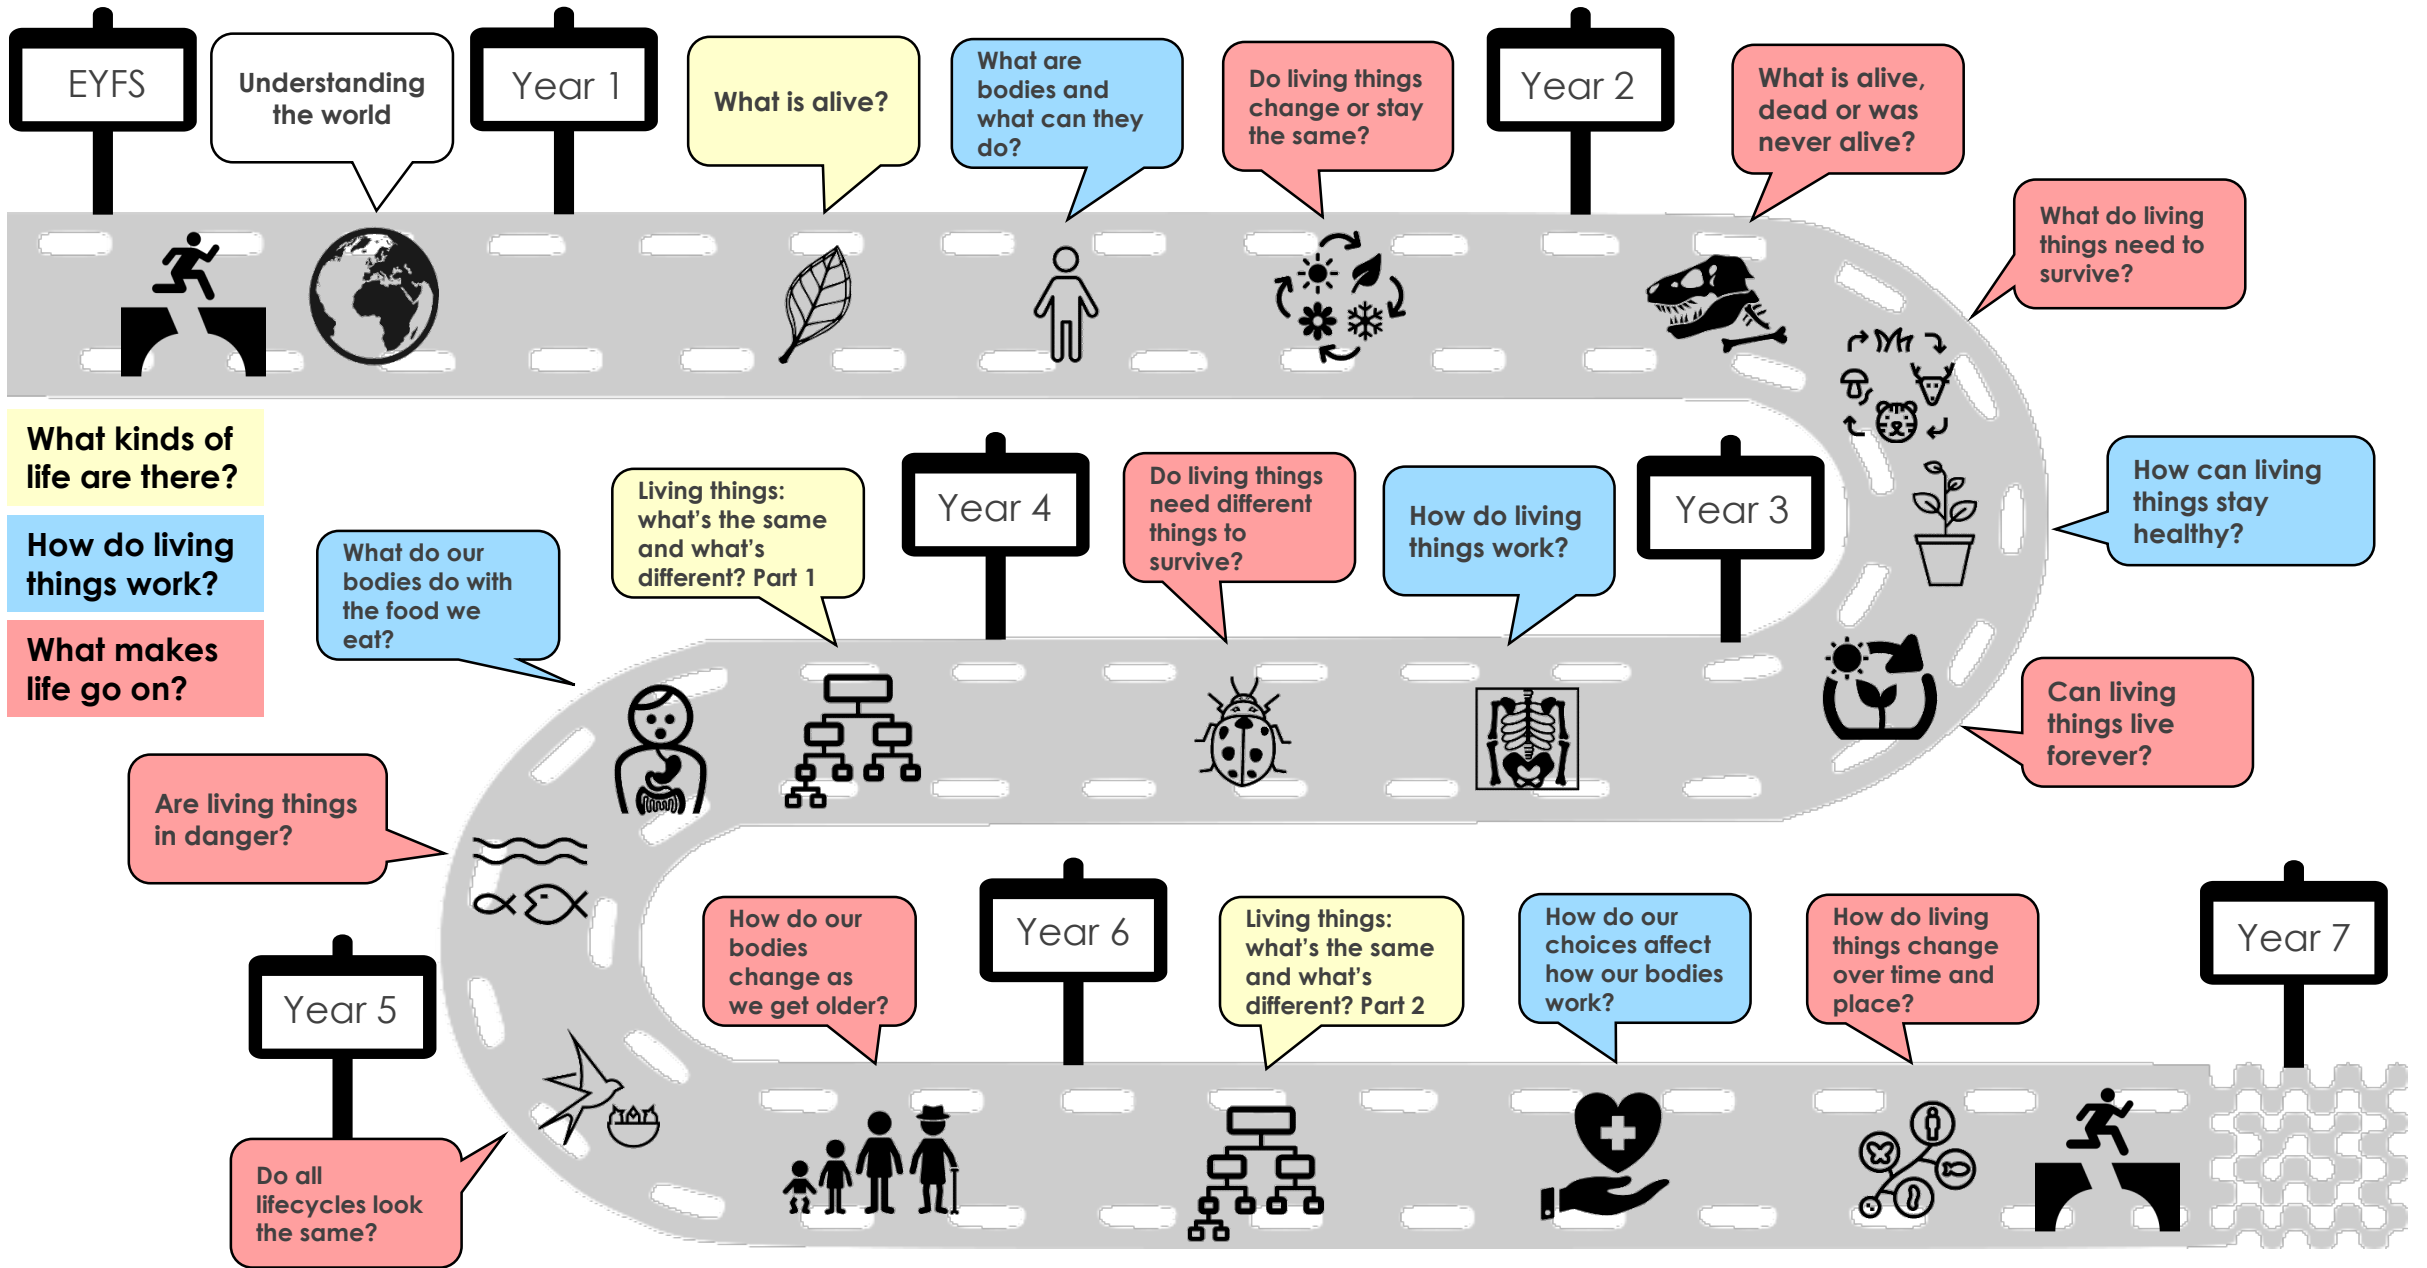 EYFS
Understanding
the world
Year 1
What is alive?
What are
bodies and
what can they
do?
Do living things
change or stay
the same?
Year 2
What is alive,
dead or was
never alive?
What do living
things need to
survive?
What kinds of
life are there?
How do living
things work?
What makes
life go on?
How can living
things stay
healthy?
Can living
things live
forever?
Year 3
How do living
things work?
Do living things
need different
things to
survive?
Year 4
Living things:
what's the same
and what's
different? Part 1
What do our
bodies do with
the food we
eat?
Are living things
in danger?
Year 5
Do all
lifecycles look
the same?
How do our
bodies
change as
we get older?
Year 6
Living things:
what's the same
and what's
different? Part 2
How do our
choices affect
how our bodies
work?
How do living
things change
over time and
place?
Year 7